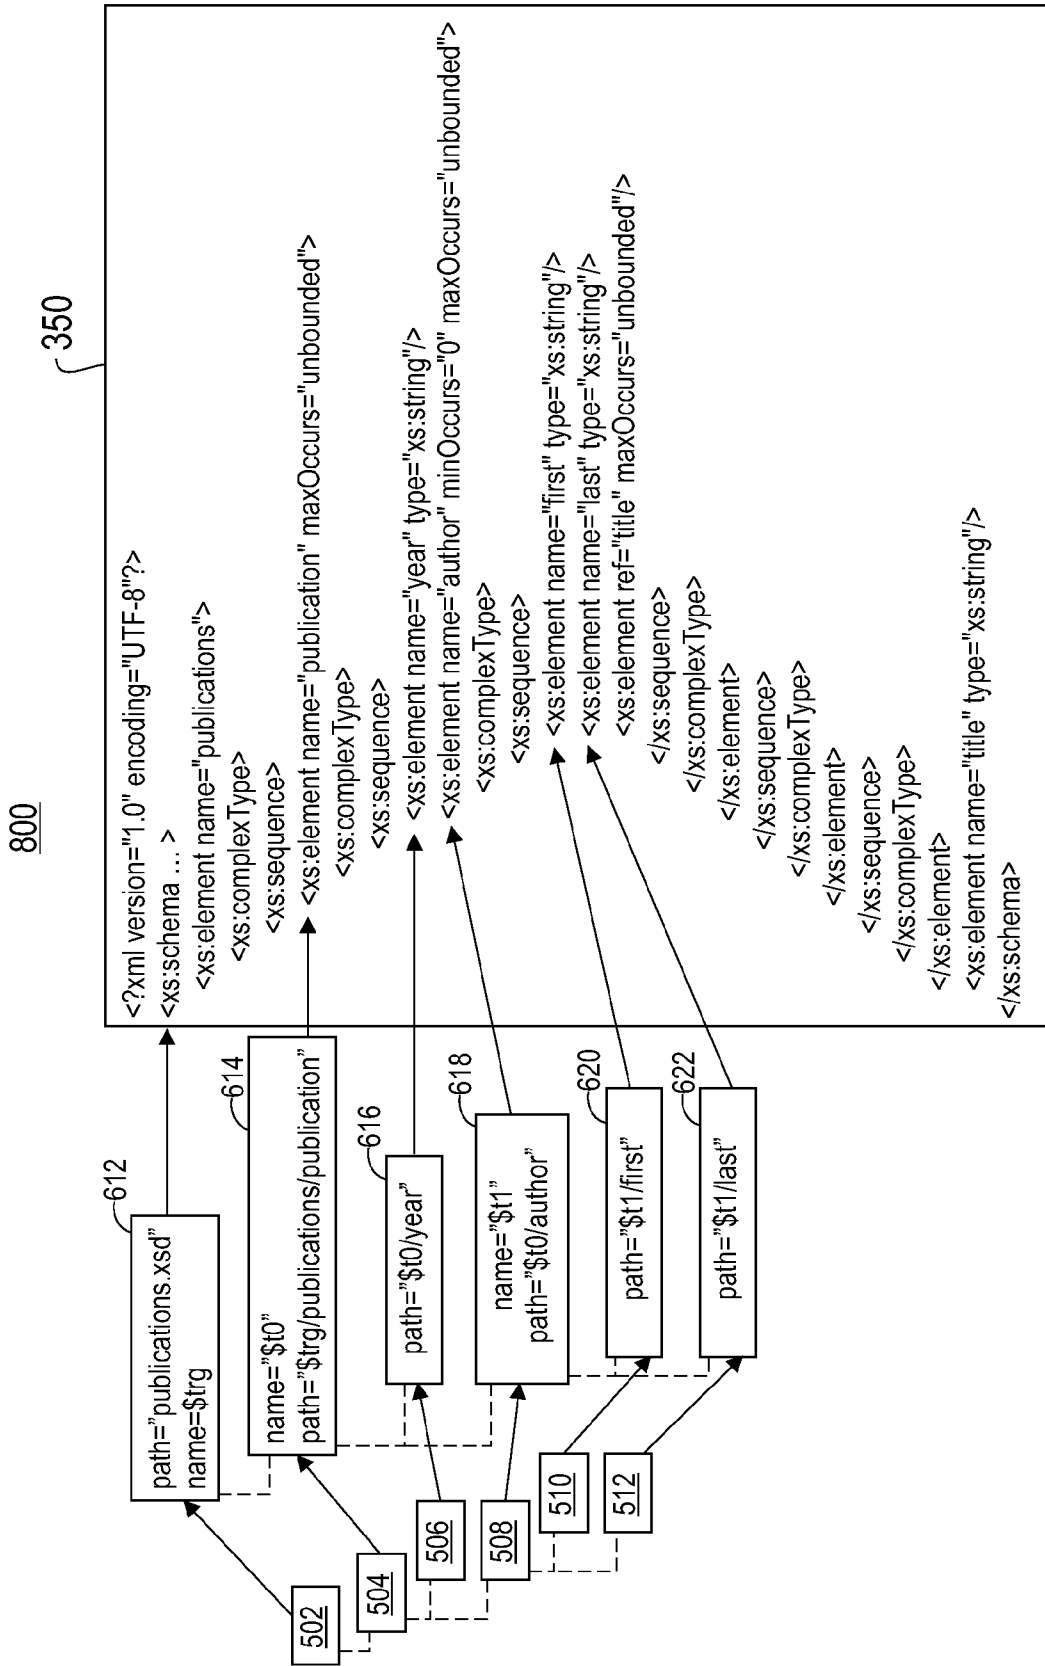 800
350
<?xml version="1.0" encoding="UTF-8"?>
<xs:schema ... >
<xs:element name="publications">
<xs:complexType>
<xs:sequence>
<xs:element name="publication" maxOccurs="unbounded">
<xs:complexType>
<xs:sequence>
<xs:element name="year" type="xs:string"/>
<xs:element name="author" minOccurs="0" maxOccurs="unbounded">
<xs:complexType>
<xs:sequence>
<xs:element name="first" type="xs:string"/>
<xs:element name="last" type="xs:string"/>
<xs:element ref="title" maxOccurs="unbounded"/>
</xs:sequence>
</xs:complexType>
</xs:element>
</xs:sequence>
</xs:complexType>
</xs:element>
</xs:sequence>
</xs:complexType>
</xs:element>
<xs:element name="title" type="xs:string"/>
</xs:schema>
612
path=”publications.xsd”
name=$trg
614
name=”$t0”
path=”$trg/publications/publication”
616
path=”$t0/year”
618
name=”$t1”
path=”$t0/author”
620
path=”$t1/first”
622
path=”$t1/last”
502
504
506
508
510
512